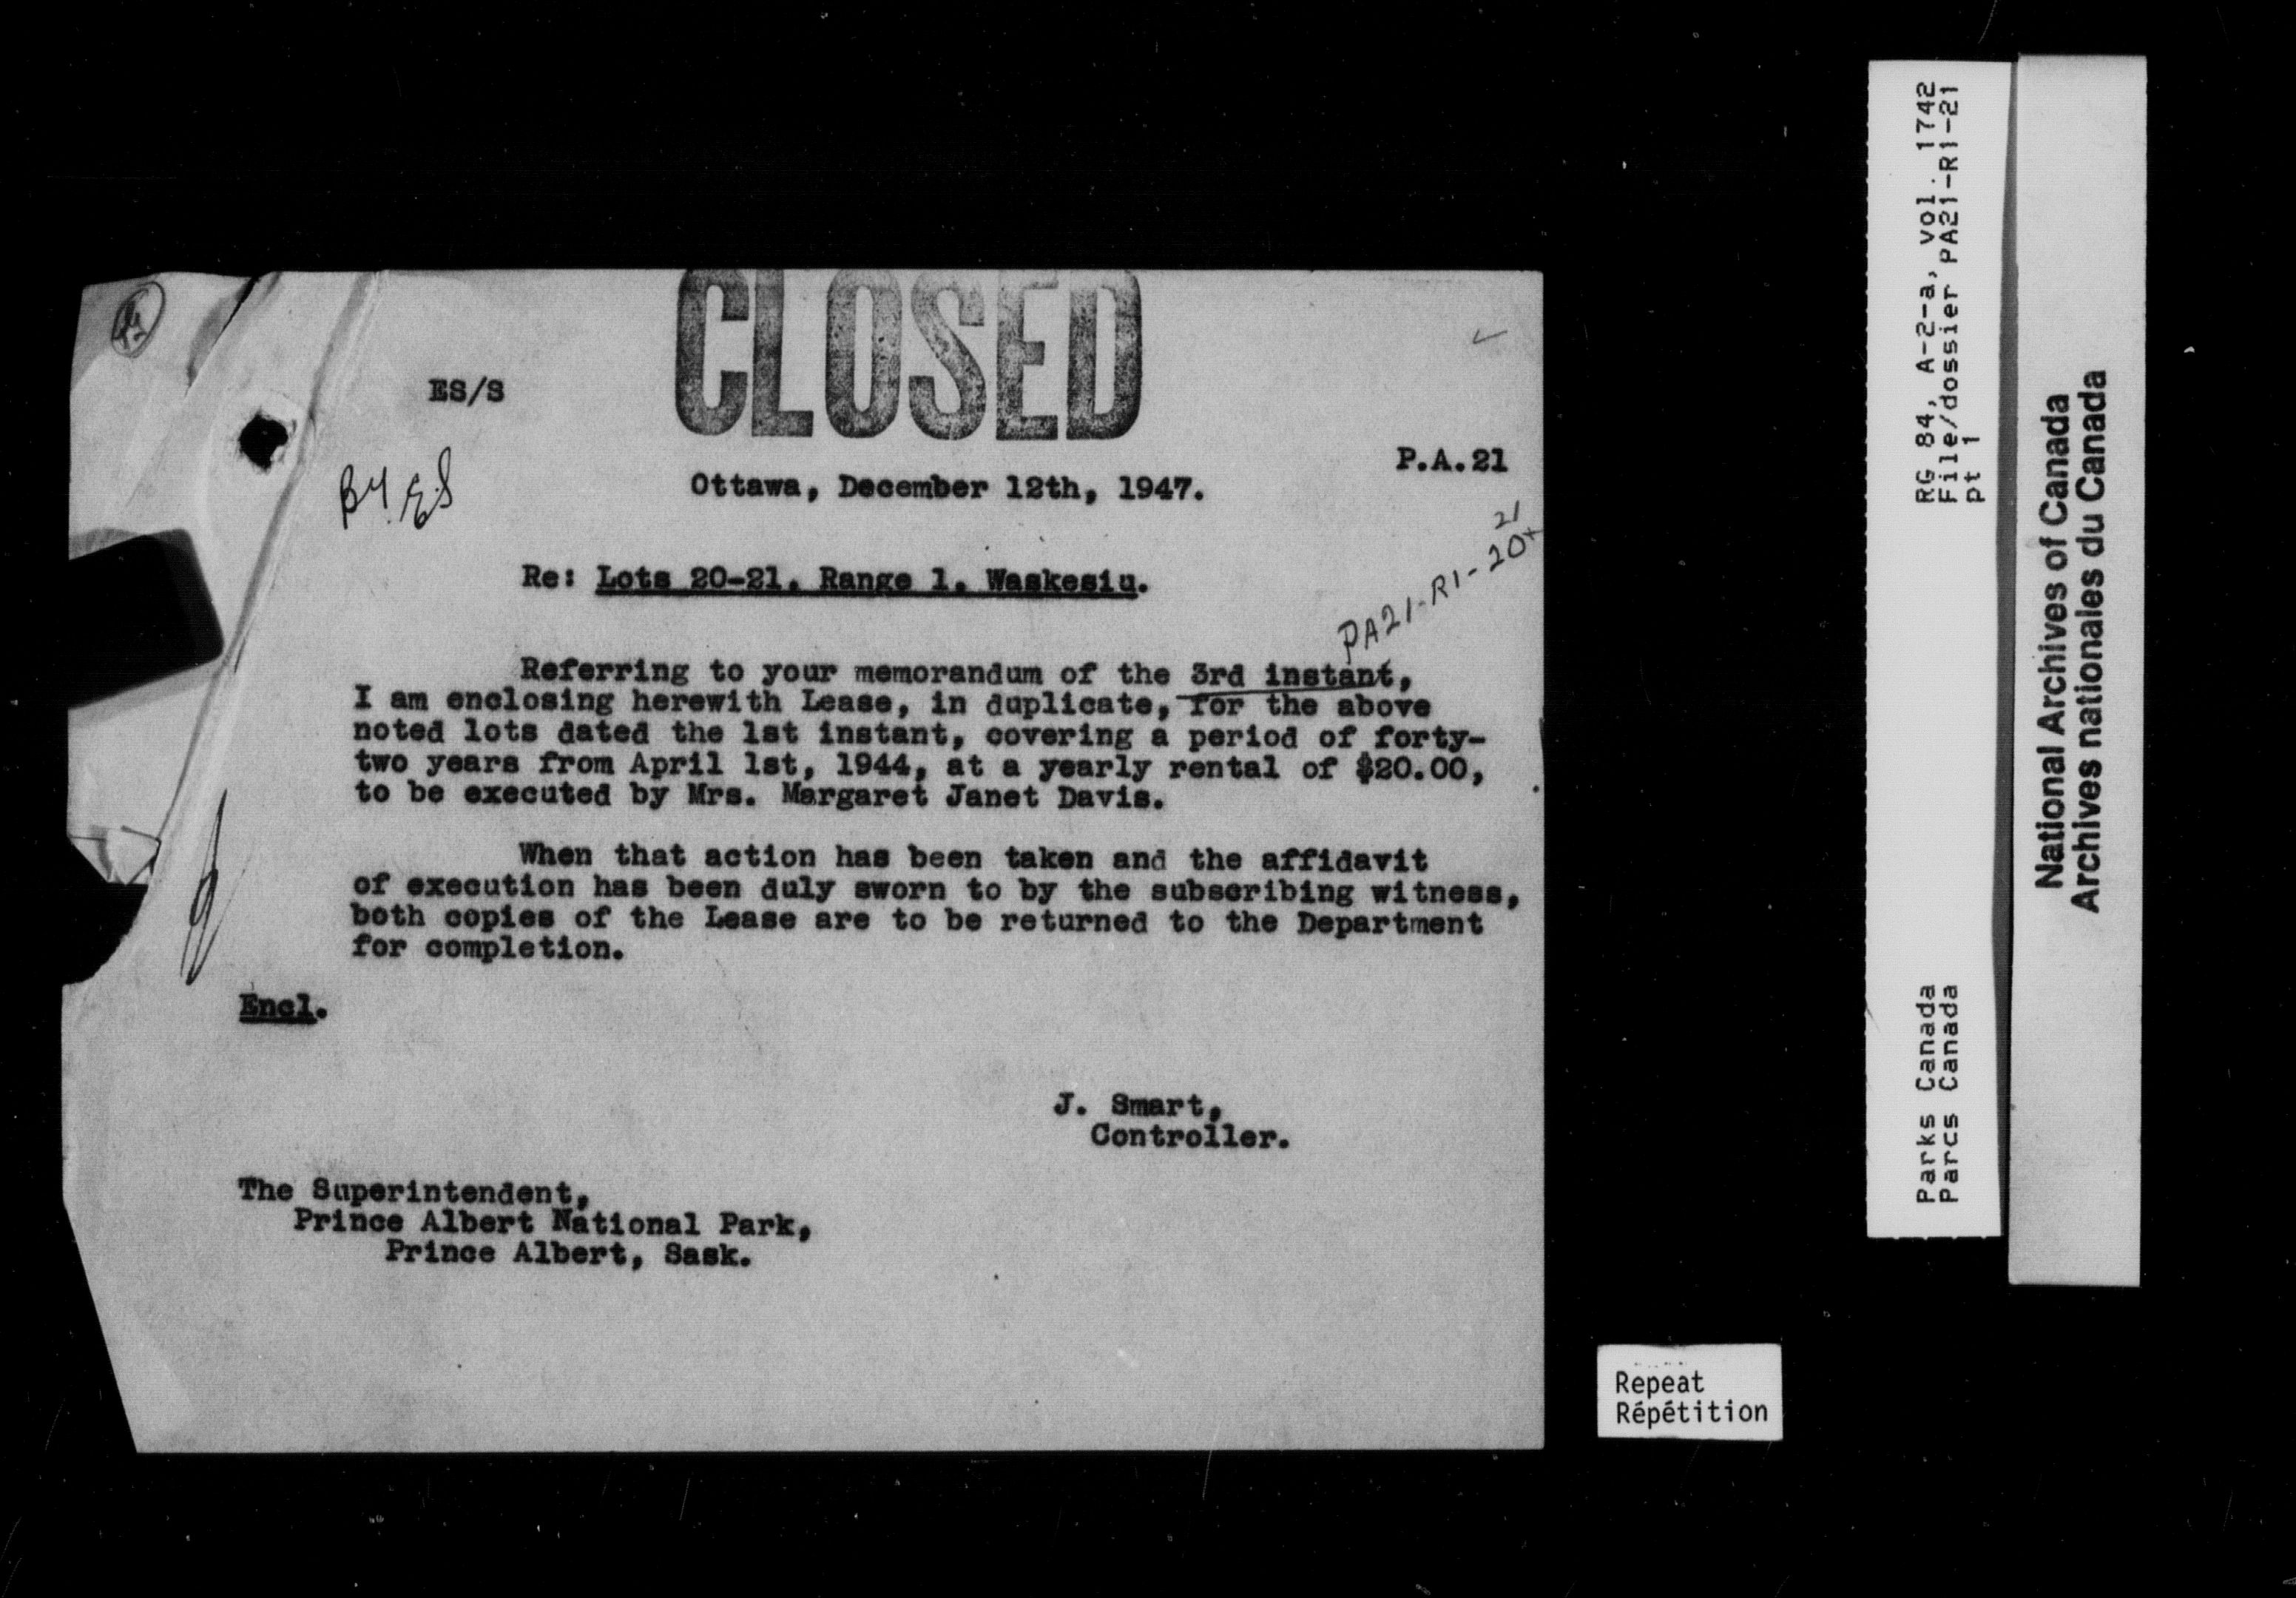 CLOSED
ES/S
P.A.21
BY ES
Ottawa, December 12th, 1947.
PA21-R1-20+
21
Re: Lots 20-21, Range 1, Waskesiu.
Referring to your memorandum of the 3rd instant,
I am enclosing herewith Lease, in duplicate, for the above
noted lots dated the 1st instant, covering a period of forty-
two years from April 1st, 1944, at a yearly rental of $20.00,
to be executed by Mrs. Margaret Janet Davis.
When that action has been taken and the affidavit
of execution has been duly sworn to by the subscribing witness,
both copies of the Lease are to be returned to the Department
for completion.
Encl.
J. Smart,
Controller.
The Superintendent,
Prince Albert National Park,
Prince Albert, Sask.
RG 84, A-2-a, vol. 1742
File/dossier PA21-R1-21
pt 1
Parks Canada
Parcs Canada
National Archives of Canada
Archives nationales du Canada
Repeat
Répétition